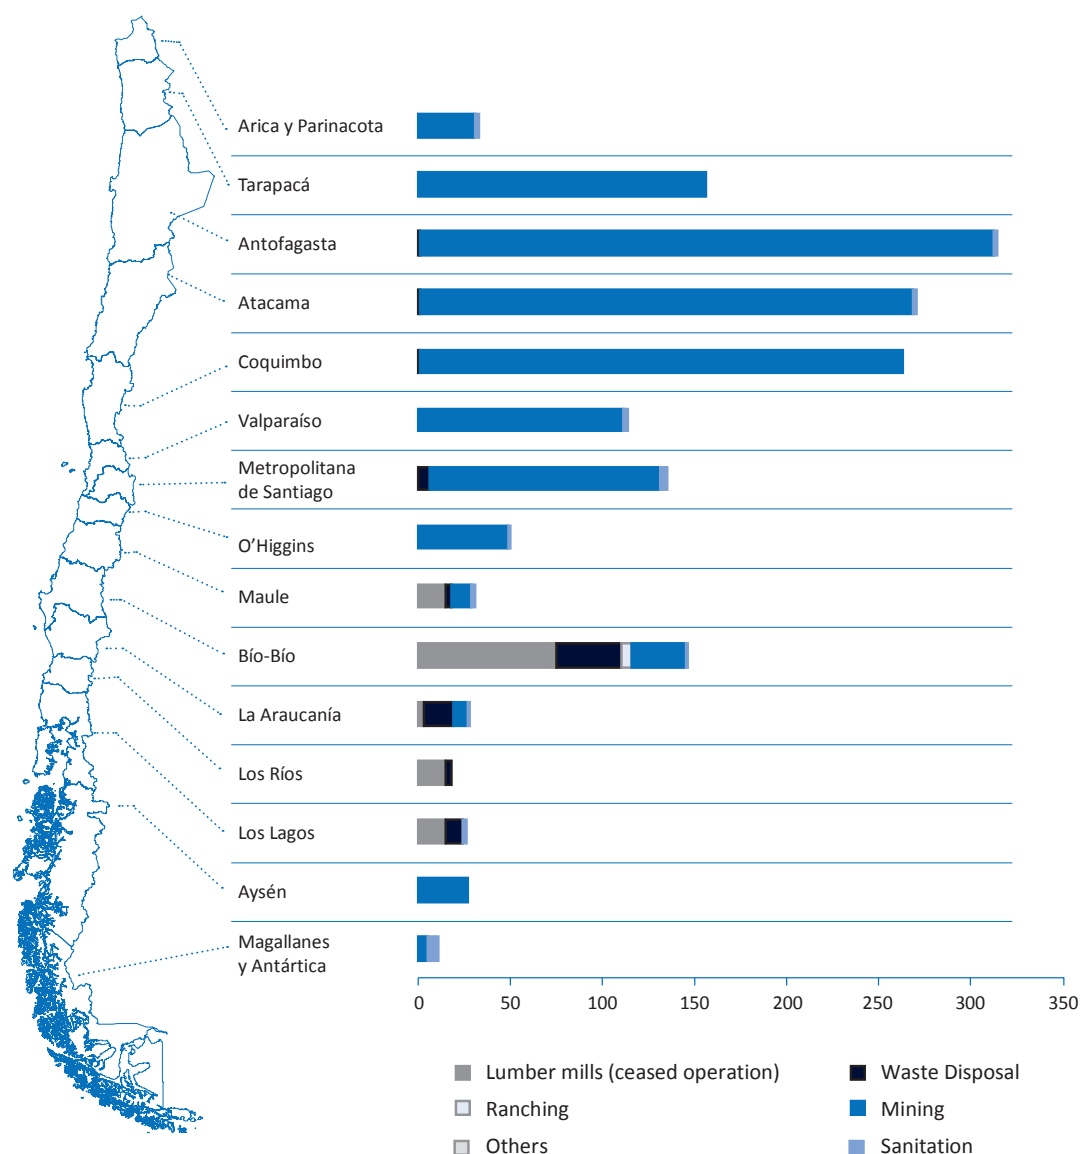 Arica y Parinacota
Tarapacá
Antofagasta
Atacama
Coquimbo
Valparaíso
Metropolitana
de Santiago
O’Higgins
Maule
Bío-Bío
La Araucanía
Los Ríos
Los Lagos
Aysén
Magallanes
y Antártica
0 50 100 150 200 250 300 350
Lumber mills (ceased operation)
Waste Disposal
Ranching
Mining
Others
Sanitation